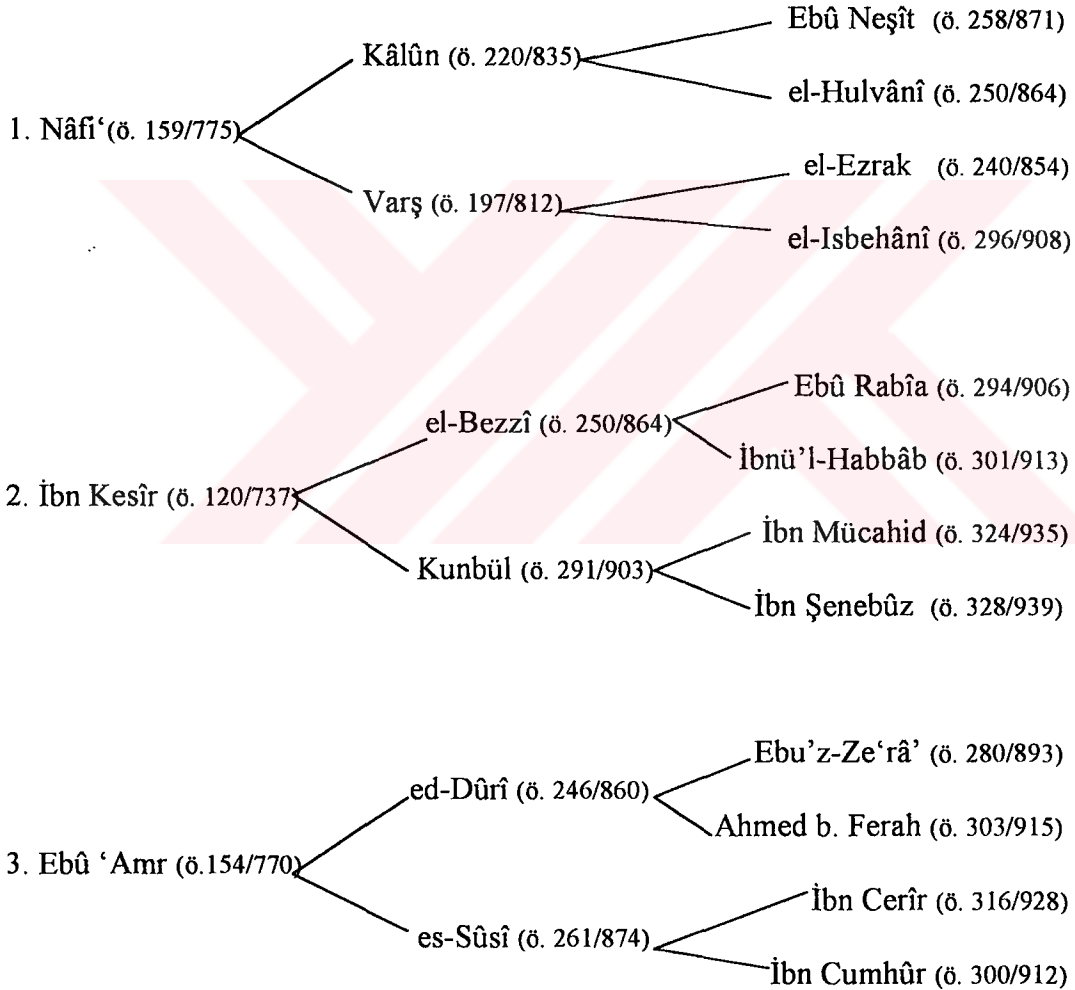 Ebû Neşît (ö. 258/871)
Kâlûn (ö. 220/835)
el-Hulvânî (ö. 250/864)
1. Nâfi‘(ö. 159/775)
el-Ezrak (ö. 240/854)
Varş (ö. 197/812)
el-Isbehânî (ö. 296/908)
Ebû Rabîa (ö. 294/906)
el-Bezzî (ö. 250/864)
İbnü’l-Habbâb (ö. 301/913)
2. İbn Kesîr (ö. 120/737)
İbn Mücahid (ö. 324/935)
Kunbül (ö. 291/903)
İbn Şenebûz (ö. 328/939)
Ebu’z-Ze‘râ’ (ö. 280/893)
ed-Dûrî (ö. 246/860)
Ahmed b. Ferah (ö. 303/915)
3. Ebû ‘Amr (ö.154/770)
İbn Cerîr (ö. 316/928)
es-Sûsî (ö. 261/874)
İbn Cumhûr (ö. 300/912)